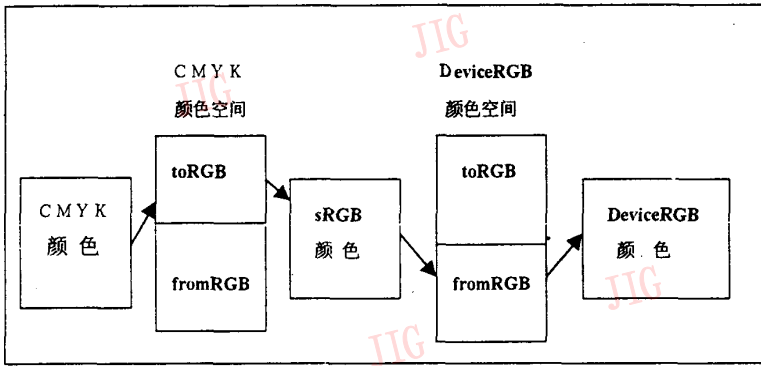 JIG
CMYK
颜色空间
JIG
DeviceRGB
颜色空间
toRGB
fromRGB
toRGB
fromRGB
CMYK
颜色
sRGB
颜色
DeviceRGB
颜色
JIG
JIG